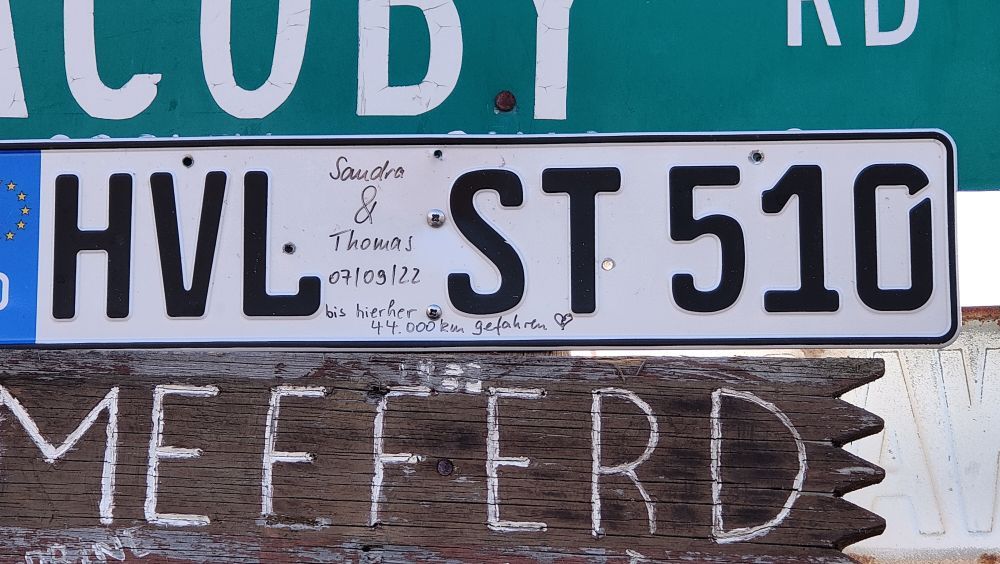 ACOBY RD
HVL ST 510
Sandra
&
Thomas
07/09/22
bis hierher
44.000 km gefahren
MEFFERD